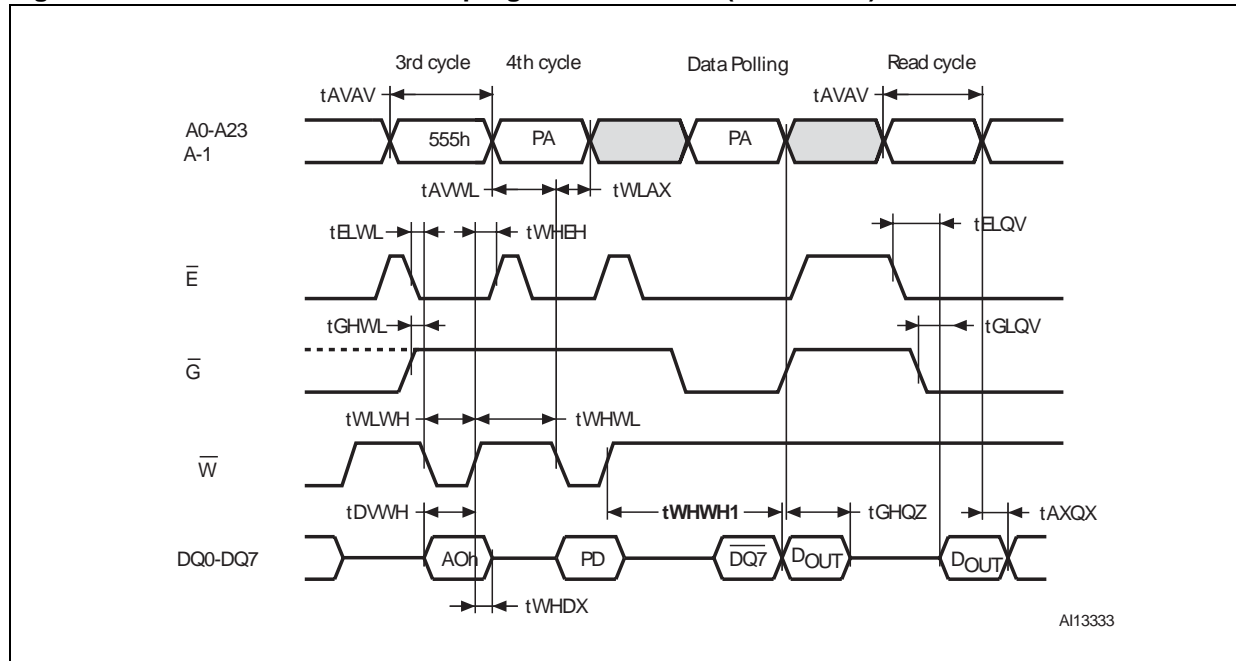 3rd cycle 4th cycle Data Polling Read cycle
tAVAV tAVAV
A0-A23
A-1
555h PA PA
tAVWL tWLAX
tELWL tWHEH tELQV
E
tGHWL tGLQV
G
tWLWH tWHWL
W
tDVWH tWHWH1 tGHQZ tAXQX
DQ0-DQ7 AOh PD DQ7 DOUT DOUT
tWHDX
AI13333